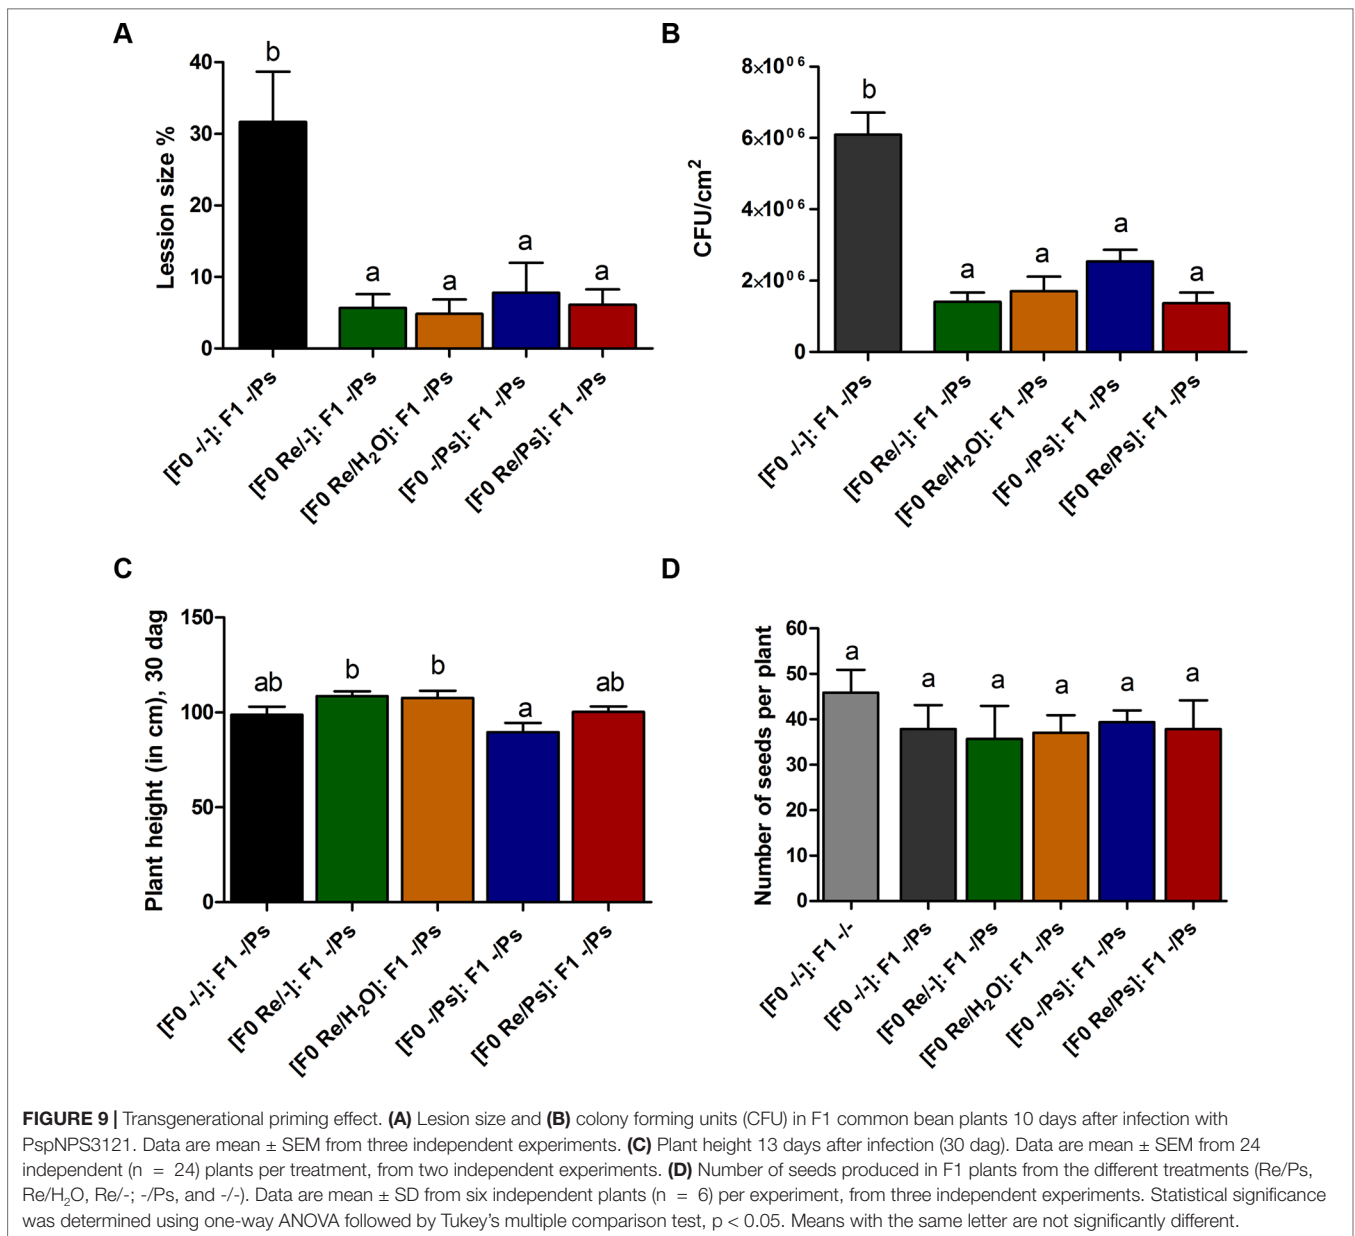 A
Lession size %
40
30
20
10
0
b
a
a
a
a
[F0 -/-]: F1 -/Ps
[F0 Re/-]: F1 -/Ps
[F0 Re/H₂O]: F1 -/Ps
[F0 -/Ps]: F1 -/Ps
[F0 Re/Ps]: F1 -/Ps
B
CFU/cm²
8×10⁰⁶
6×10⁰⁶
4×10⁰⁶
2×10⁰⁶
0
b
a
a
a
a
[F0 -/-]: F1 -/Ps
[F0 Re/-]: F1 -/Ps
[F0 Re/H₂O]: F1 -/Ps
[F0 -/Ps]: F1 -/Ps
[F0 Re/Ps]: F1 -/Ps
C
Plant height (in cm), 30 dag
150
100
50
0
ab
b
b
a
ab
[F0 -/-]: F1 -/Ps
[F0 Re/-]: F1 -/Ps
[F0 Re/H₂O]: F1 -/Ps
[F0 -/Ps]: F1 -/Ps
[F0 Re/Ps]: F1 -/Ps
D
Number of seeds per plant
60
50
40
30
20
10
0
a
a
a
a
a
a
[F0 -/-]: F1 -/-
[F0 -/-]: F1 -/Ps
[F0 Re/-]: F1 -/Ps
[F0 Re/H₂O]: F1 -/Ps
[F0 -/Ps]: F1 -/Ps
[F0 Re/Ps]: F1 -/Ps
FIGURE 9 | Transgenerational priming effect. (A) Lesion size and (B) colony forming units (CFU) in F1 common bean plants 10 days after infection with
PspNPS3121. Data are mean ± SEM from three independent experiments. (C) Plant height 13 days after infection (30 dag). Data are mean ± SEM from 24
independent (n = 24) plants per treatment, from two independent experiments. (D) Number of seeds produced in F1 plants from the different treatments (Re/Ps,
Re/H₂O, Re/-; -/Ps, and -/-). Data are mean ± SD from six independent plants (n = 6) per experiment, from three independent experiments. Statistical significance
was determined using one-way ANOVA followed by Tukey's multiple comparison test, p < 0.05. Means with the same letter are not significantly different.